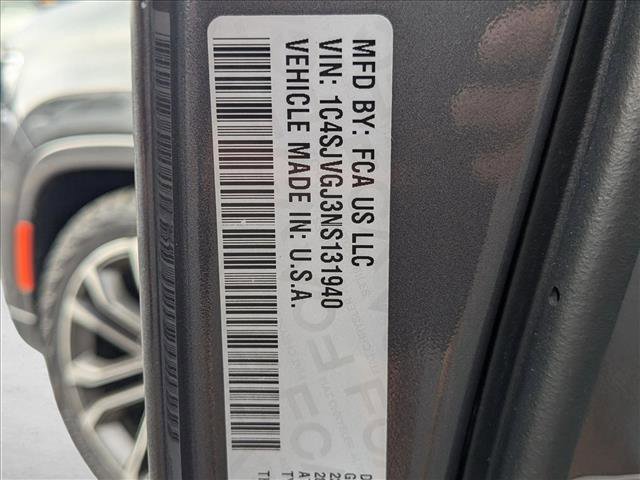 MFD BY: FCA US LLC
VIN: 1C4SJVGJ3NS131940
VEHICLE MADE IN: U.S.A.